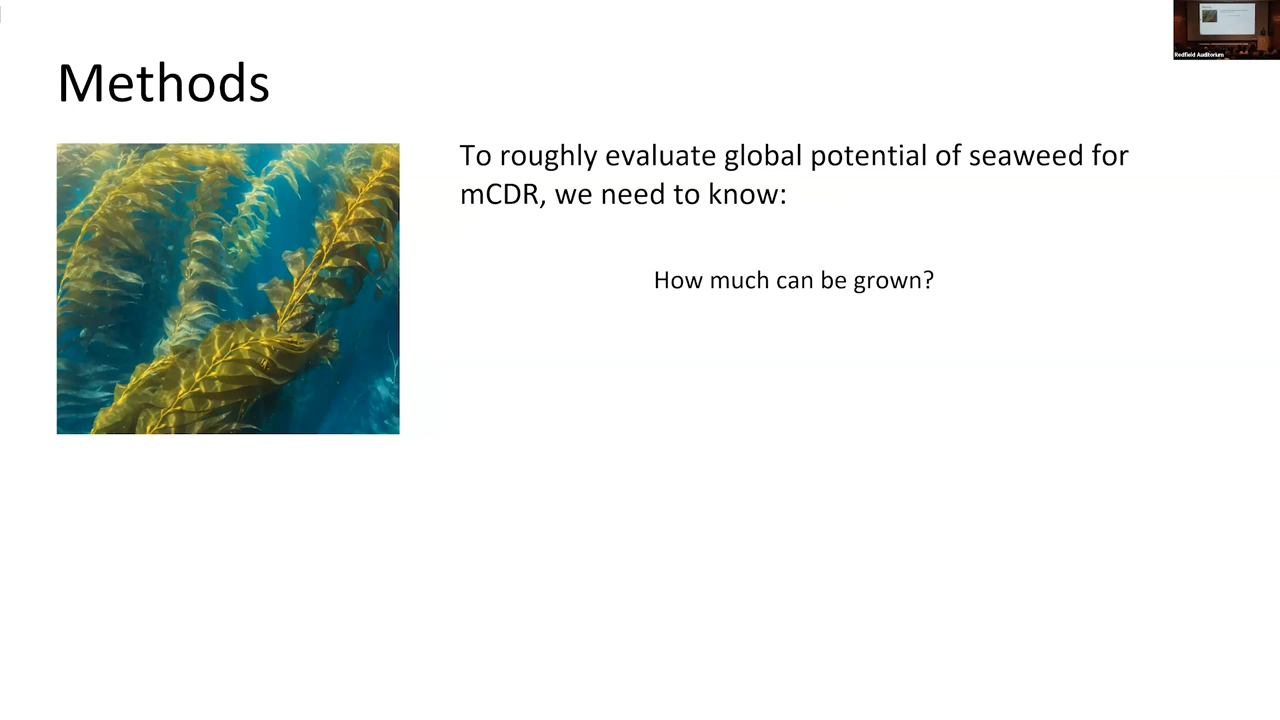 Redfield Auditorium
Methods
To roughly evaluate global potential of seaweed for
mCDR, we need to know:
How much can be grown?